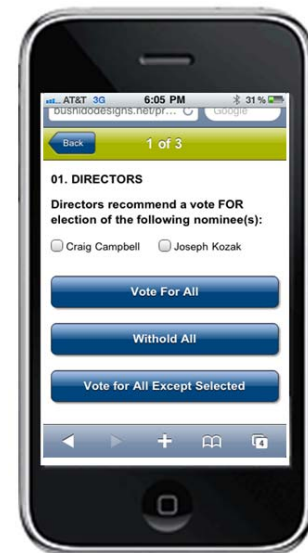 AT&T 3G 6:05 PM 31%
bushidodesigns.net/pr... Google
Back 1 of 3
01. DIRECTORS
Directors recommend a vote FOR
election of the following nominee(s):
Craig Campbell Joseph Kozak
Vote For All
Withold All
Vote for All Except Selected
4